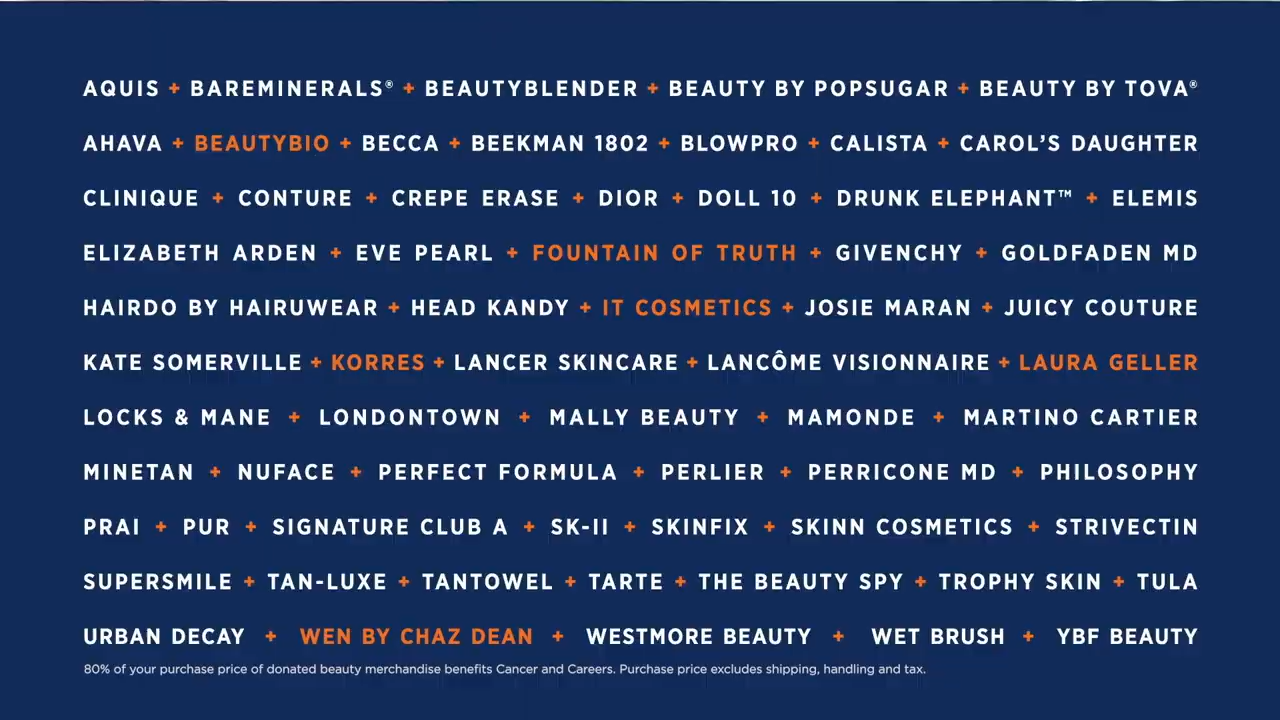 AQUIS + BAREMINERALS® + BEAUTYBLENDER + BEAUTY BY POPSUGAR + BEAUTY BY TOVA®
AHAVA + BEAUTYBIO + BECCA + BEEKMAN 1802 + BLOWPRO + CALISTA + CAROL’S DAUGHTER
CLINIQUE + CONTURE + CREPE ERASE + DIOR + DOLL 10 + DRUNK ELEPHANT™ + ELEMIS
ELIZABETH ARDEN + EVE PEARL + FOUNTAIN OF TRUTH + GIVENCHY + GOLDFADEN MD
HAIRDO BY HAIRUWEAR + HEAD KANDY + IT COSMETICS + JOSIE MARAN + JUICY COUTURE
KATE SOMERVILLE + KORRES + LANCER SKINCARE + LANCÔME VISIONNAIRE + LAURA GELLER
LOCKS & MANE + LONDONTOWN + MALLY BEAUTY + MAMONDE + MARTINO CARTIER
MINETAN + NUFACE + PERFECT FORMULA + PERLIER + PERRICONE MD + PHILOSOPHY
PRAI + PUR + SIGNATURE CLUB A + SK-II + SKINFIX + SKINN COSMETICS + STRIVECTIN
SUPERSMILE + TAN-LUXE + TANTOWEL + TARTE + THE BEAUTY SPY + TROPHY SKIN + TULA
URBAN DECAY + WEN BY CHAZ DEAN + WESTMORE BEAUTY + WET BRUSH + YBF BEAUTY
80% of your purchase price of donated beauty merchandise benefits Cancer and Careers. Purchase price excludes shipping, handling and tax.